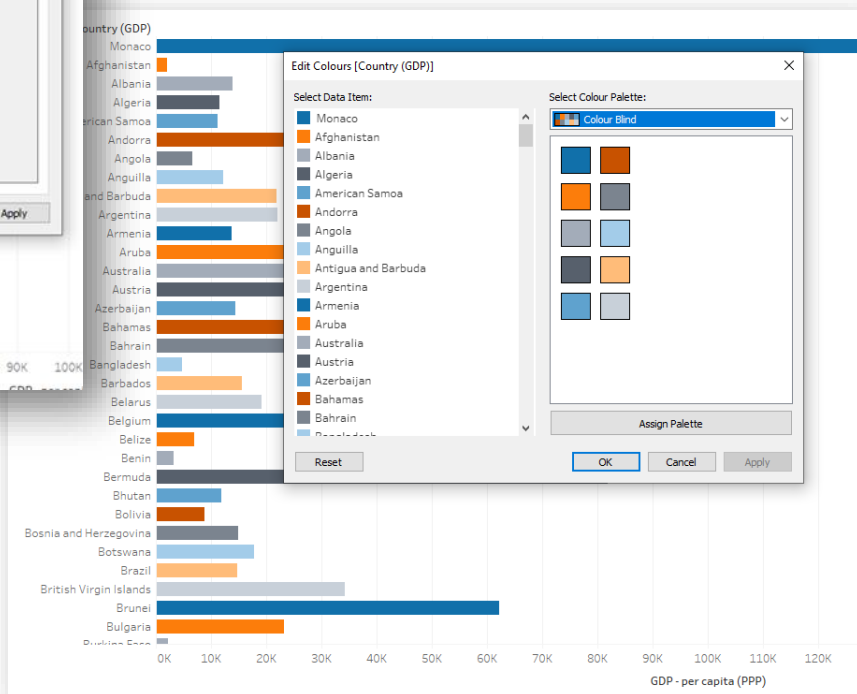 ountry (GDP)
Monaco
Afghanistan
Albania
Algeria
erican Samoa
Andorra
Angola
Anguilla
and Barbuda
Argentina
Armenia
Aruba
Australia
Austria
Azerbaijan
Bahamas
Bahrain
Bangladesh
Barbados
Belarus
Belgium
Belize
Benin
Bermuda
Bhutan
Bolivia
Bosnia and Herzegovina
Botswana
Brazil
British Virgin Islands
Brunei
Bulgaria
Burkina Faso
0K 10K 20K 30K 40K 50K 60K 70K 80K 90K 100K 110K 120K
GDP - per capita (PPP)
Apply
90K 100K
Edit Colours [Country (GDP)]
Select Data Item:
Monaco
Afghanistan
Albania
Algeria
American Samoa
Andorra
Angola
Anguilla
Antigua and Barbuda
Argentina
Armenia
Aruba
Australia
Austria
Azerbaijan
Bahamas
Bahrain
Bangladesh
Select Colour Palette:
Colour Blind
Assign Palette
Reset
OK
Cancel
Apply